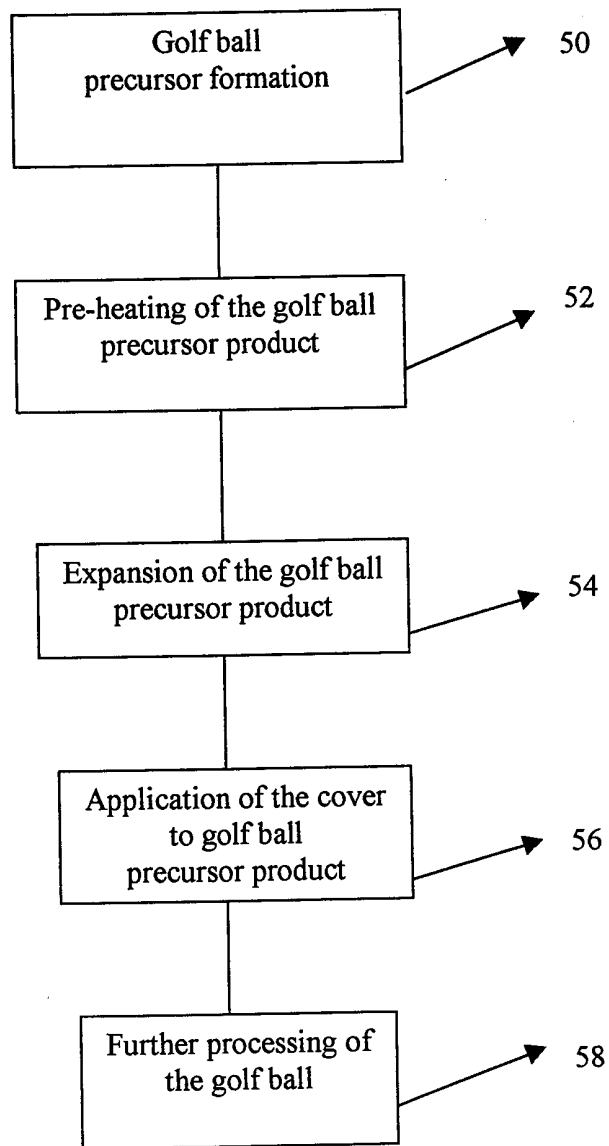 Golf ball
precursor formation
50
Pre-heating of the golf ball
precursor product
52
Expansion of the golf ball
precursor product
54
Application of the cover
to golf ball
precursor product
56
Further processing of
the golf ball
58